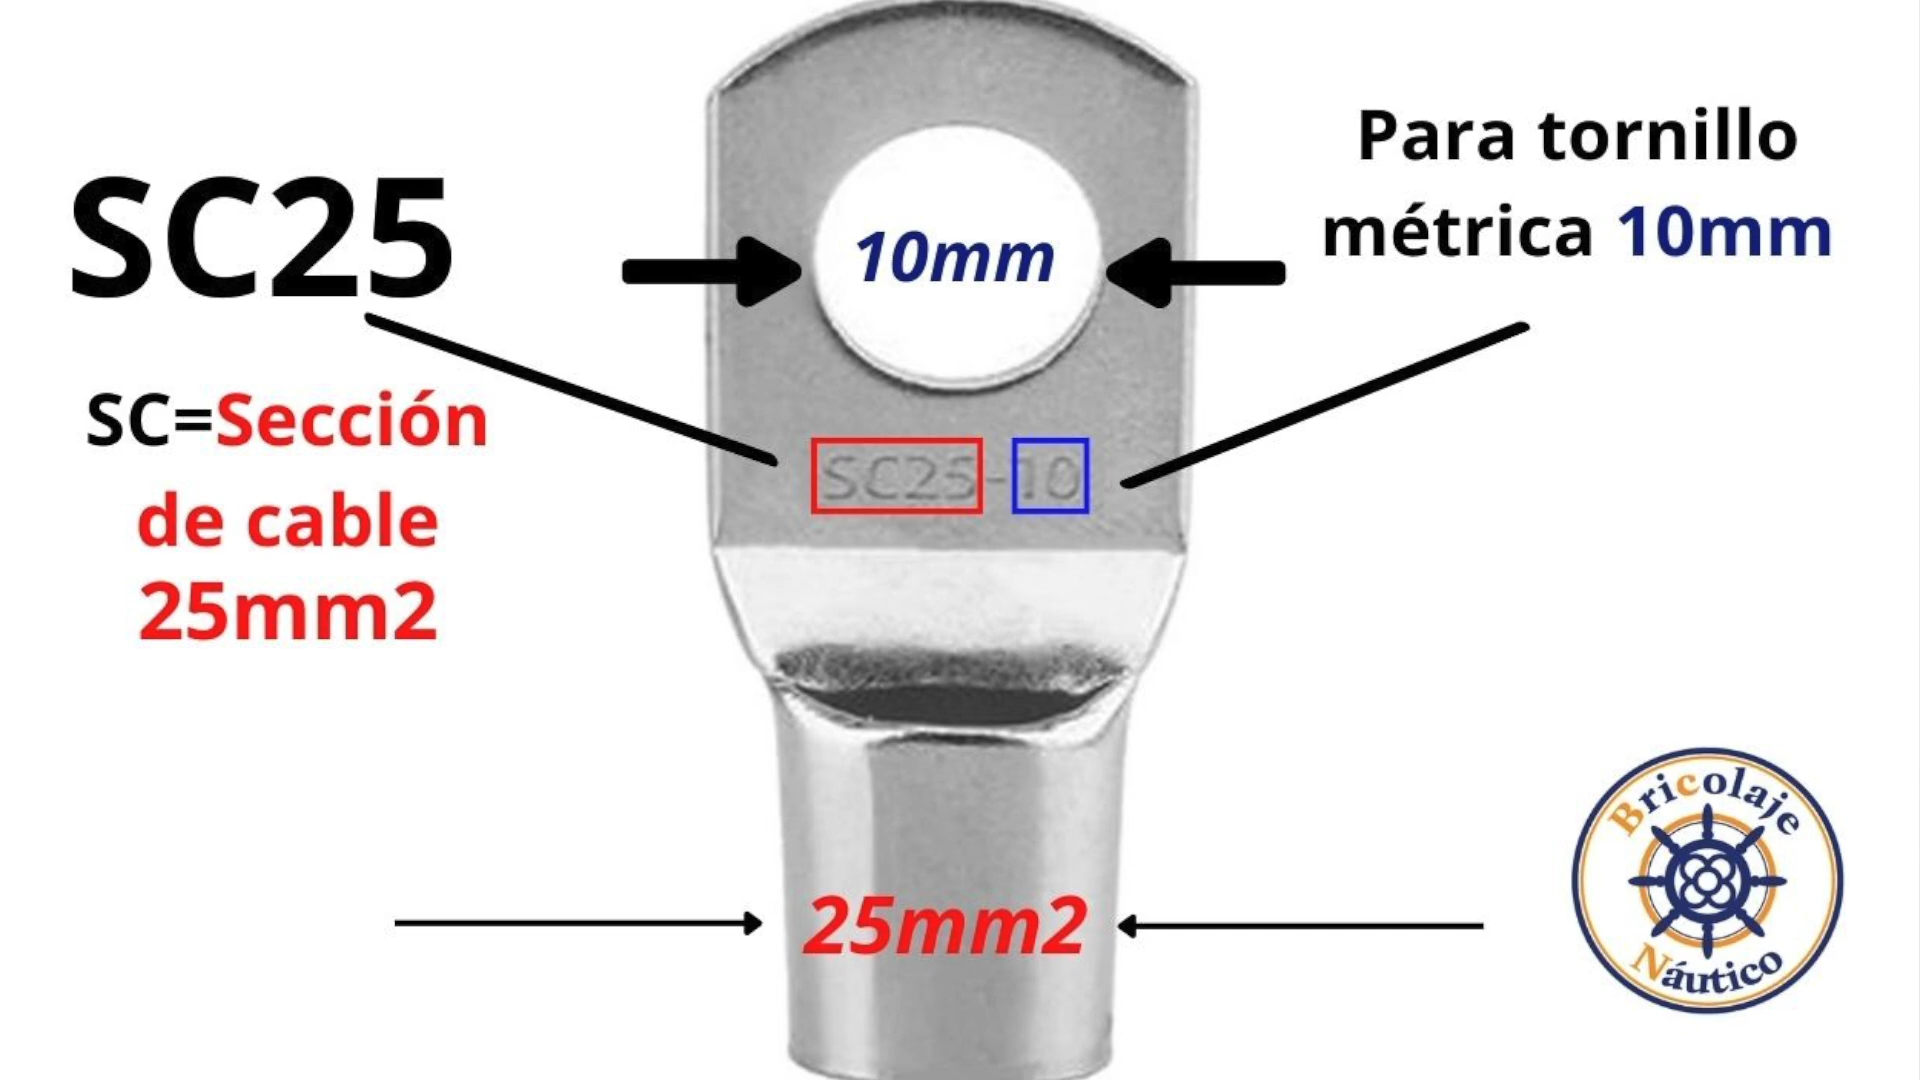 SC25
SC=Sección
de cable
25mm2
10mm
Para tornillo
métrica 10mm
SC25-10
25mm2
Bricolaje
Náutico